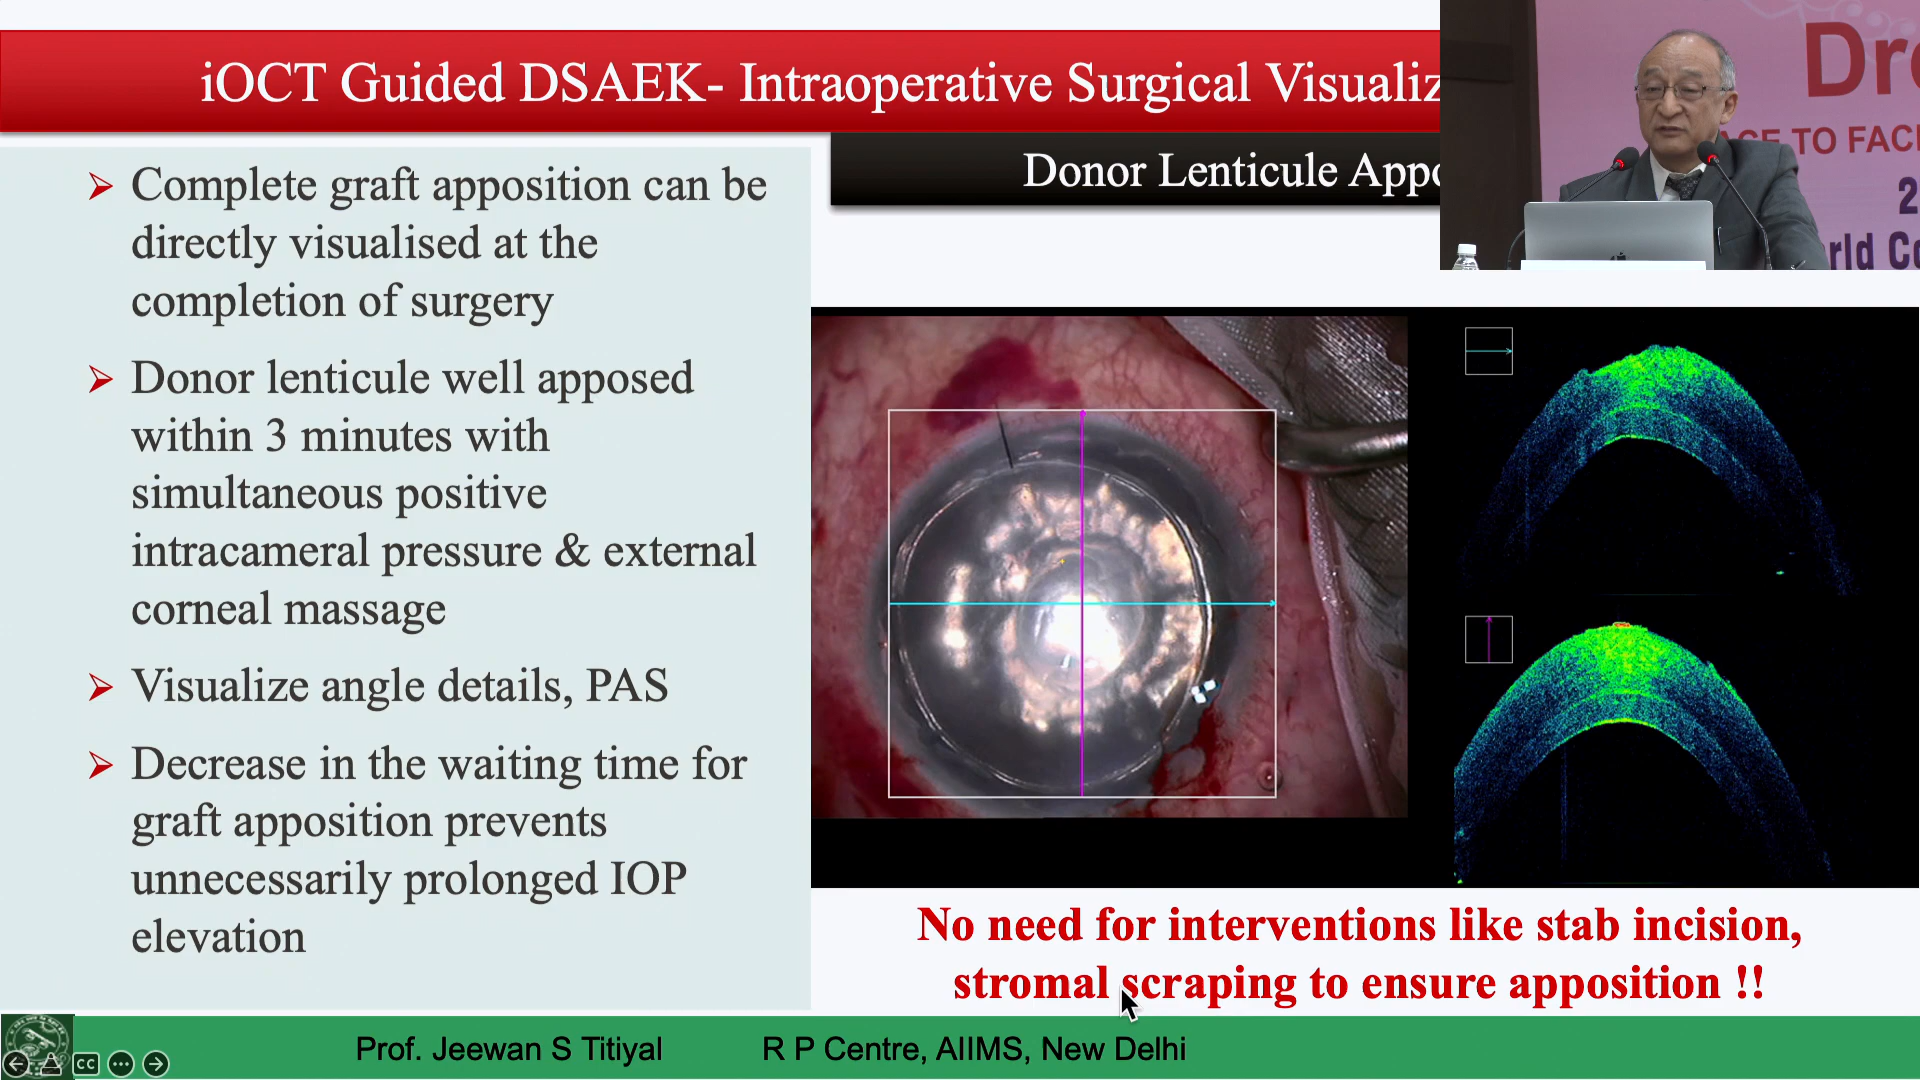 iOCT Guided DSAEK- Intraoperative Surgical Visualiz
Donor Lenticule Appo
Complete graft apposition can be
directly visualised at the
completion of surgery
Donor lenticule well apposed
within 3 minutes with
simultaneous positive
intracameral pressure & external
corneal massage
Visualize angle details, PAS
Decrease in the waiting time for
graft apposition prevents
unnecessarily prolonged IOP
elevation
No need for interventions like stab incision,
stromal scraping to ensure apposition !!
Prof. Jeewan S Titiyal
R P Centre, AIIMS, New Delhi
CC
Dr
TO FAC
2
rld Co